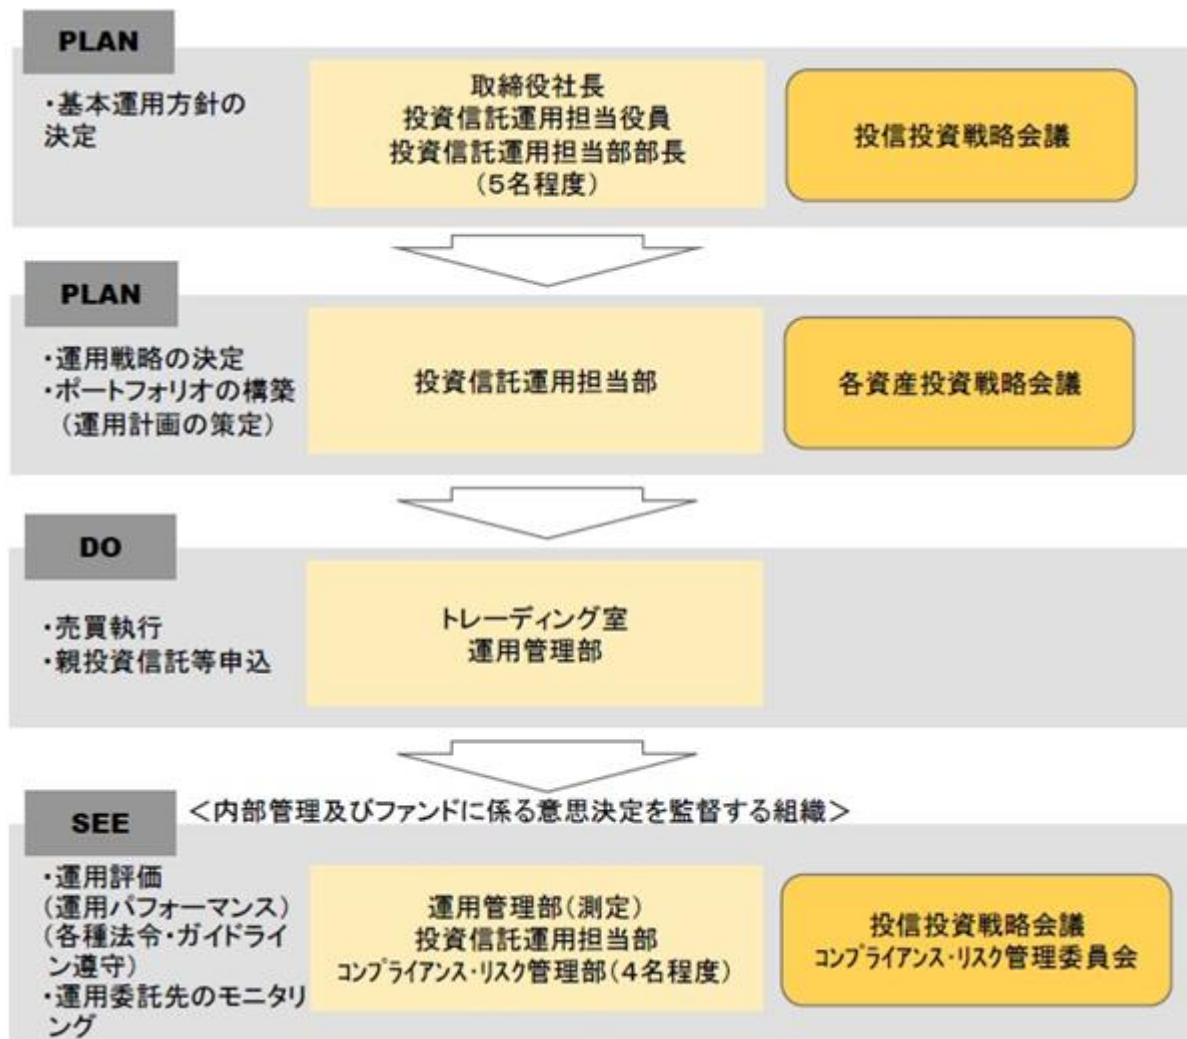 PLAN
・基本運用方針の
決定
取締役社長
投資信託運用担当役員
投資信託運用担当部部長
(5名程度)
投信投資戦略会議
PLAN
・運用戦略の決定
・ポートフォリオの構築
(運用計画の策定)
投資信託運用担当部
各資産投資戦略会議
DO
・売買執行
・親投資信託等申込
トレーディング室
運用管理部
SEE
＜内部管理及びファンドに係る意思決定を監督する組織＞
・運用評価
(運用パフォーマンス)
(各種法令・ガイドライ
ン遵守)
・運用委託先のモニタリ
ング
運用管理部(測定)
投資信託運用担当部
ｺﾝﾌﾟﾗｲｱﾝｽ･ﾘｽｸ管理部(4名程度)
投信投資戦略会議
ｺﾝﾌﾟﾗｲｱﾝｽ･ﾘｽｸ管理委員会